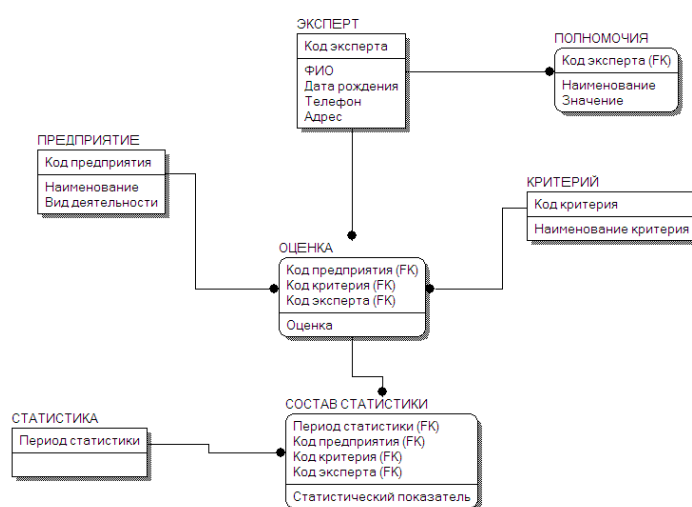 ЭКСПЕРТ
Код эксперта
ФИО
Дата рождения
Телефон
Адрес
ПОЛНОМОЧИЯ
Код эксперта (FK)
Наименование
Значение
ПРЕДПРИЯТИЕ
Код предприятия
Наименование
Вид деятельности
КРИТЕРИЙ
Код критерия
Наименование критерия
ОЦЕНКА
Код предприятия (FK)
Код критерия (FK)
Код эксперта (FK)
Оценка
СТАТИСТИКА
Период статистики
СОСТАВ СТАТИСТИКИ
Период статистики (FK)
Код предприятия (FK)
Код критерия (FK)
Код эксперта (FK)
Статистический показатель